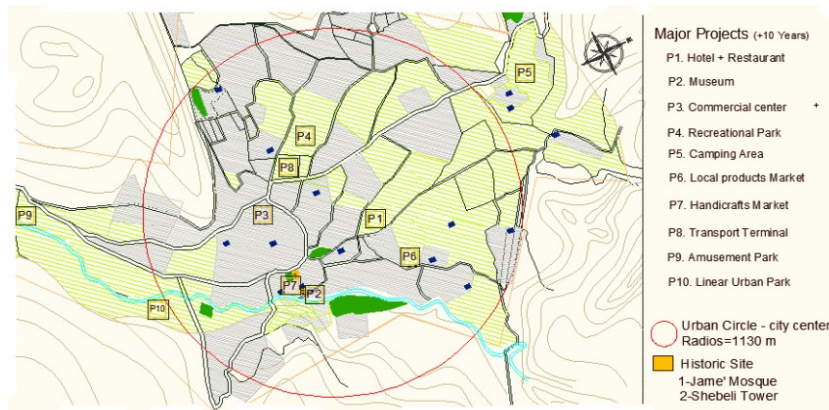 P5
P4
P8
P9
P3
P1
P6
P7
P2
P10
Major Projects (+10 Years)
P1. Hotel + Restaurant
P2. Museum
P3. Commercial center
P4. Recreational Park
P5. Camping Area
P6. Local products Market
P7. Handicrafts Market
P8. Transport Terminal
P9. Amusement Park
P10. Linear Urban Park
Urban Circle - city center
Radios=1130 m
Historic Site
1-Jame' Mosque
2-Shebeli Tower